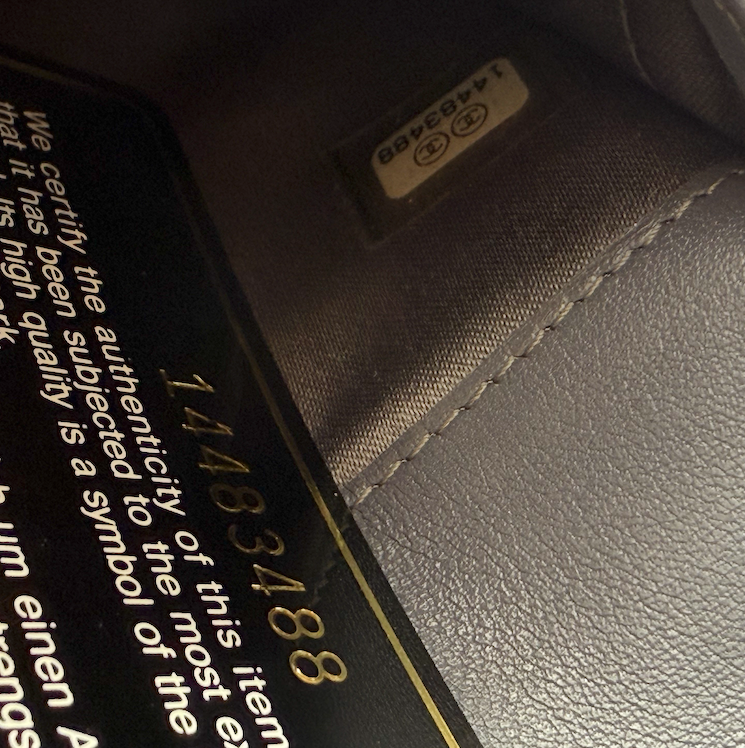 14483488
We certify the authenticity of this item
that it has been subjected to the most
its high quality is a symbol of the
14483488
um einen